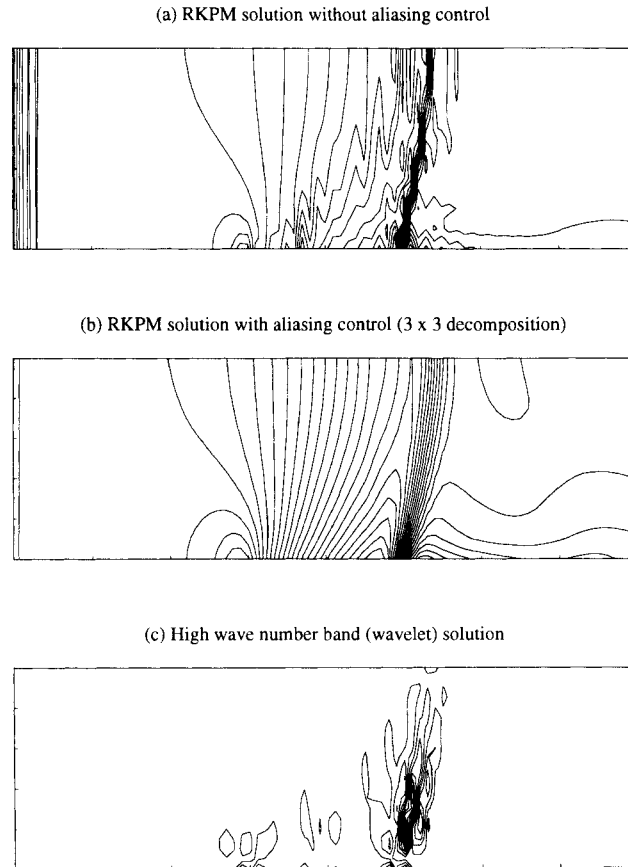 (a) RKPM solution without aliasing control
(b) RKPM solution with aliasing control (3 x 3 decomposition)
(c) High wave number band (wavelet) solution